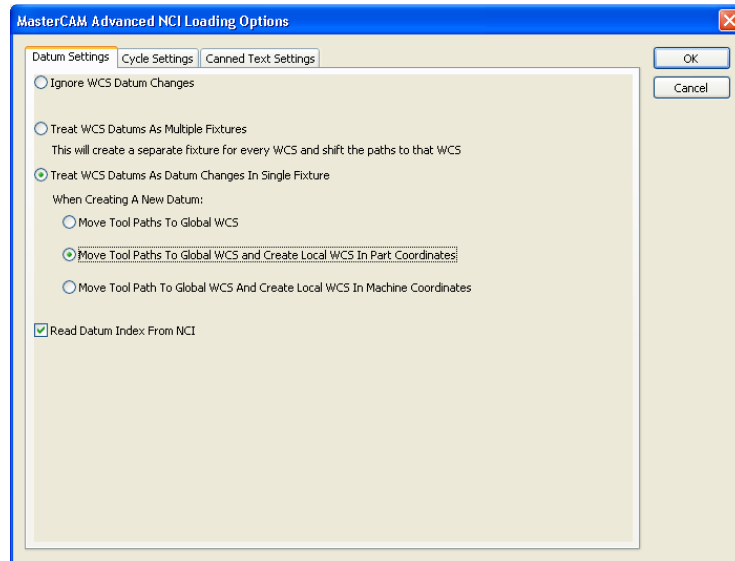 MasterCAM Advanced NCI Loading Options
Datum Settings Cycle Settings Canned Text Settings
OK
Ignore WCS Datum Changes
Cancel
Treat WCS Datums As Multiple Fixtures
This will create a separate fixture for every WCS and shift the paths to that WCS
Treat WCS Datums As Datum Changes In Single Fixture
When Creating A New Datum:
Move Tool Paths To Global WCS
Move Tool Paths To Global WCS and Create Local WCS In Part Coordinates
Move Tool Path To Global WCS And Create Local WCS In Machine Coordinates
Read Datum Index From NCI